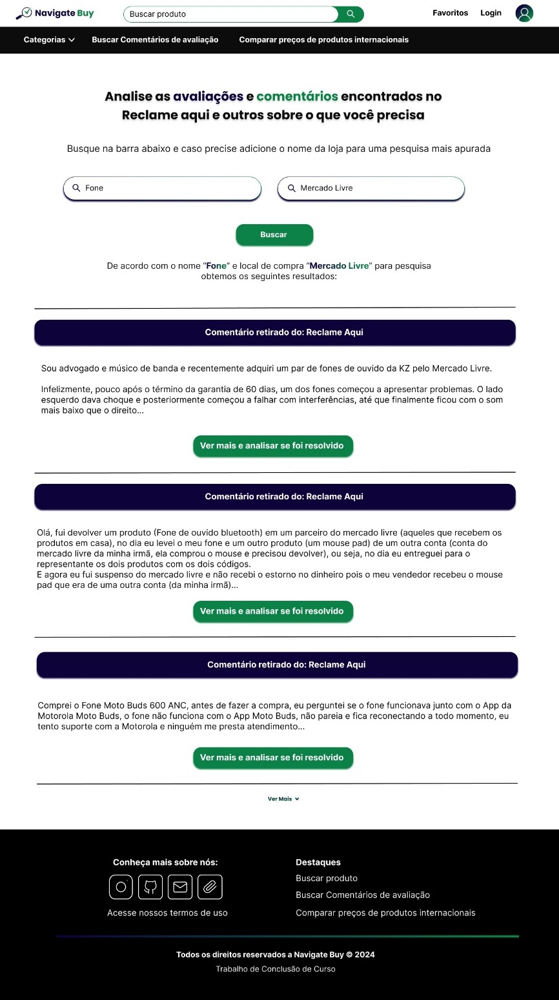 Navigate Buy
Buscar produto
Favoritos
Login
Categorias
Buscar Comentários de avaliação
Comparar preços de produtos internacionais
Analise as avaliações e comentários encontrados no
Reclame aqui e outros sobre o que você precisa
Busque na barra abaixo e caso precise adicione o nome da loja para uma pesquisa mais apurada
Fone
Mercado Livre
Buscar
De acordo com o nome “Fone” e local de compra “Mercado Livre” para pesquisa
obtemos os seguintes resultados:
Comentário retirado do: Reclame Aqui
Sou advogado e músico de banda e recentemente adquiri um par de fones de ouvido da KZ pelo Mercado Livre.
Infelizmente, pouco após o término da garantia de 60 dias, um dos fones começou a apresentar problemas. O lado
esquerdo dava choque e posteriormente começou a falhar com interferências, até que finalmente ficou com o som
mais baixo que o direito...
Ver mais e analisar se foi resolvido
Comentário retirado do: Reclame Aqui
Olá, fui devolver um produto (Fone de ouvido bluetooth) em um parceiro do mercado livre (aqueles que recebem os
produtos em casa), no dia eu levei o meu fone e um outro produto (um mouse pad) de um outra conta (conta do
mercado livre da minha irmã, ela comprou o mouse e precisou devolver), ou seja, no dia eu entreguei para o
representante os dois produtos com os dois códigos.
E agora eu fui suspenso do mercado livre e não recebi o estorno no dinheiro pois o meu vendedor recebeu o mouse
pad que era de uma outra conta (da minha irmã)...
Ver mais e analisar se foi resolvido
Comentário retirado do: Reclame Aqui
Comprei o Fone Moto Buds 600 ANC, antes de fazer a compra, eu perguntei se o fone funcionava junto com o App da
Motorola Moto Buds, o fone não funciona com o App Moto Buds, não pareia e fica reconectando a todo momento, eu
tento suporte com a Motorola e ninguém me presta atendimento...
Ver mais e analisar se foi resolvido
Ver Mais
Conheça mais sobre nós:
Acesse nossos termos de uso
Destaques
Buscar produto
Buscar Comentários de avaliação
Comparar preços de produtos internacionais
Todos os direitos reservados a Navigate Buy © 2024
Trabalho de Conclusão de Curso